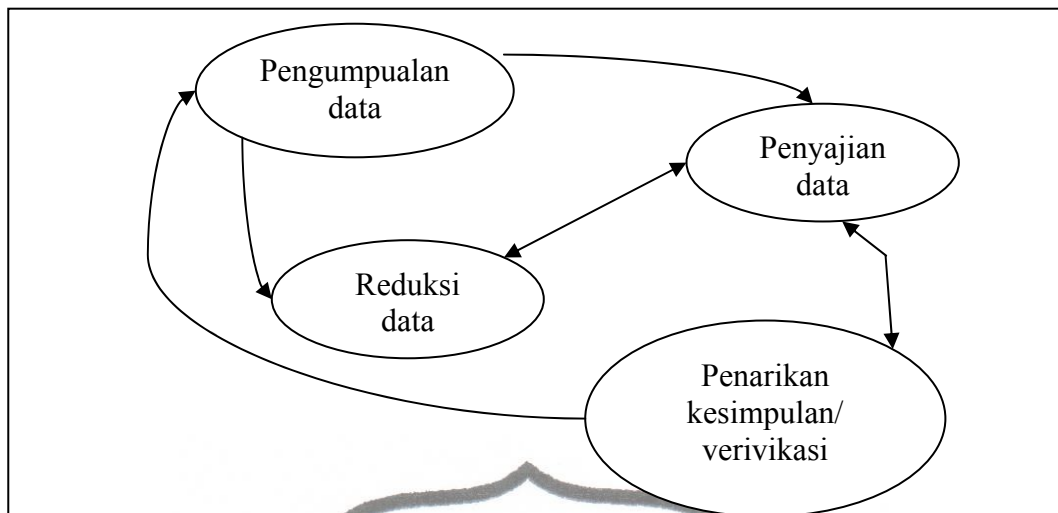 Pengumpualan
data
Penyajian
data
Reduksi
data
Penarikan
kesimpulan/
verivikasi